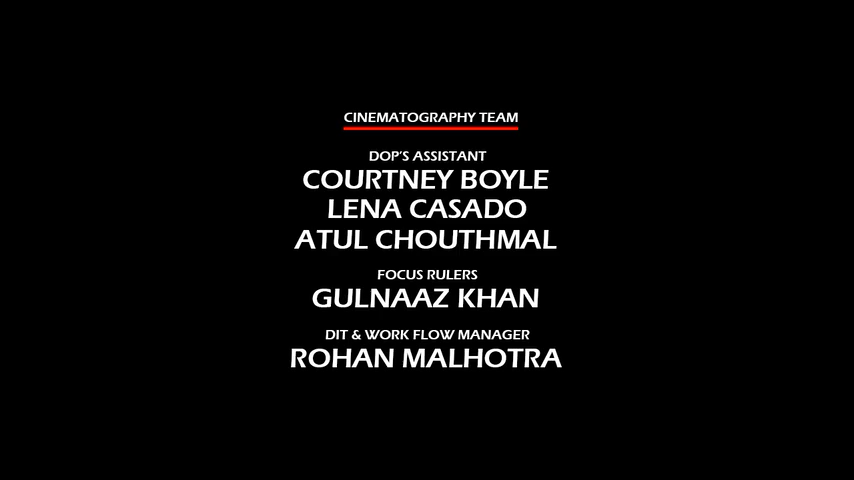 CINEMATOGRAPHY TEAM
DOP'S ASSISTANT
COURTNEY BOYLE
LENA CASADO
ATUL CHOUTHMAL
FOCUS RULERS
GULNAAZ KHAN
DIT & WORK FLOW MANAGER
ROHAN MALHOTRA